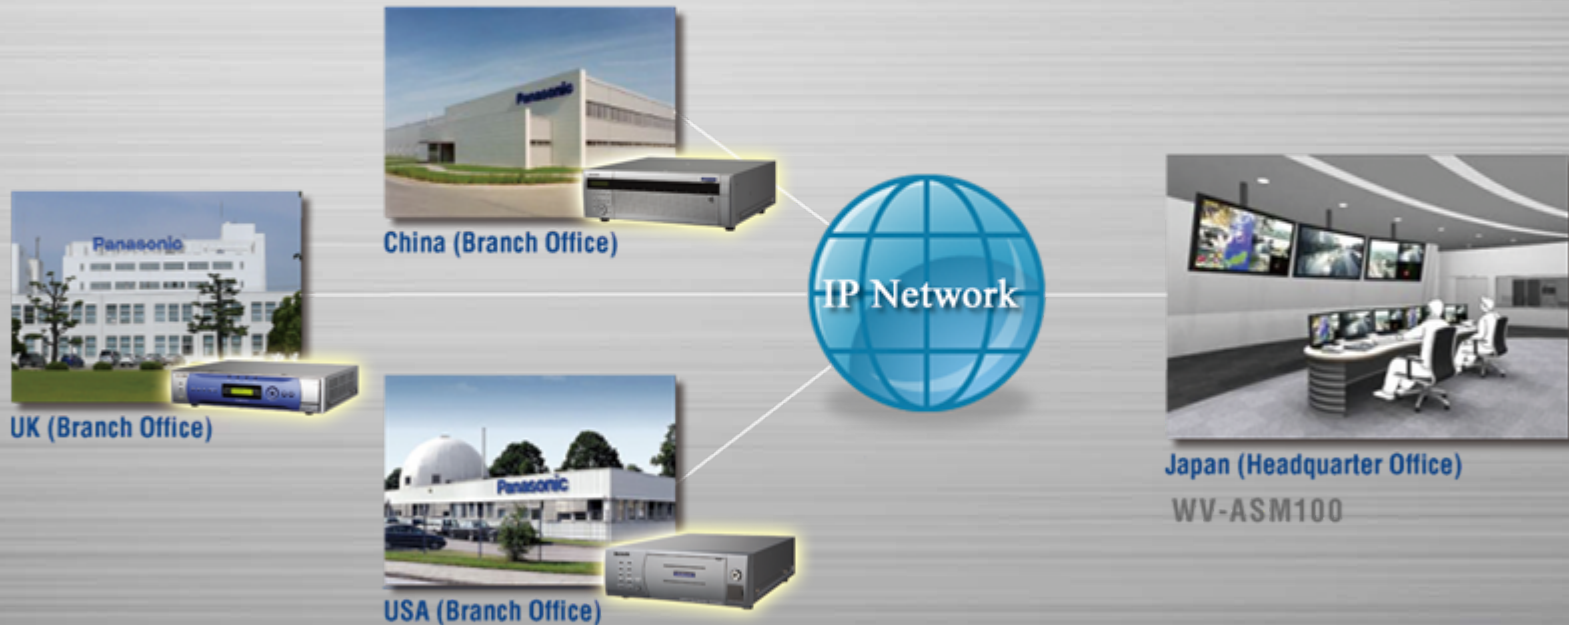 Panasonic
China (Branch Office)
Panasonic
UK (Branch Office)
IP Network
Panasonic
USA (Branch Office)
Japan (Headquarter Office)
WV-ASM100